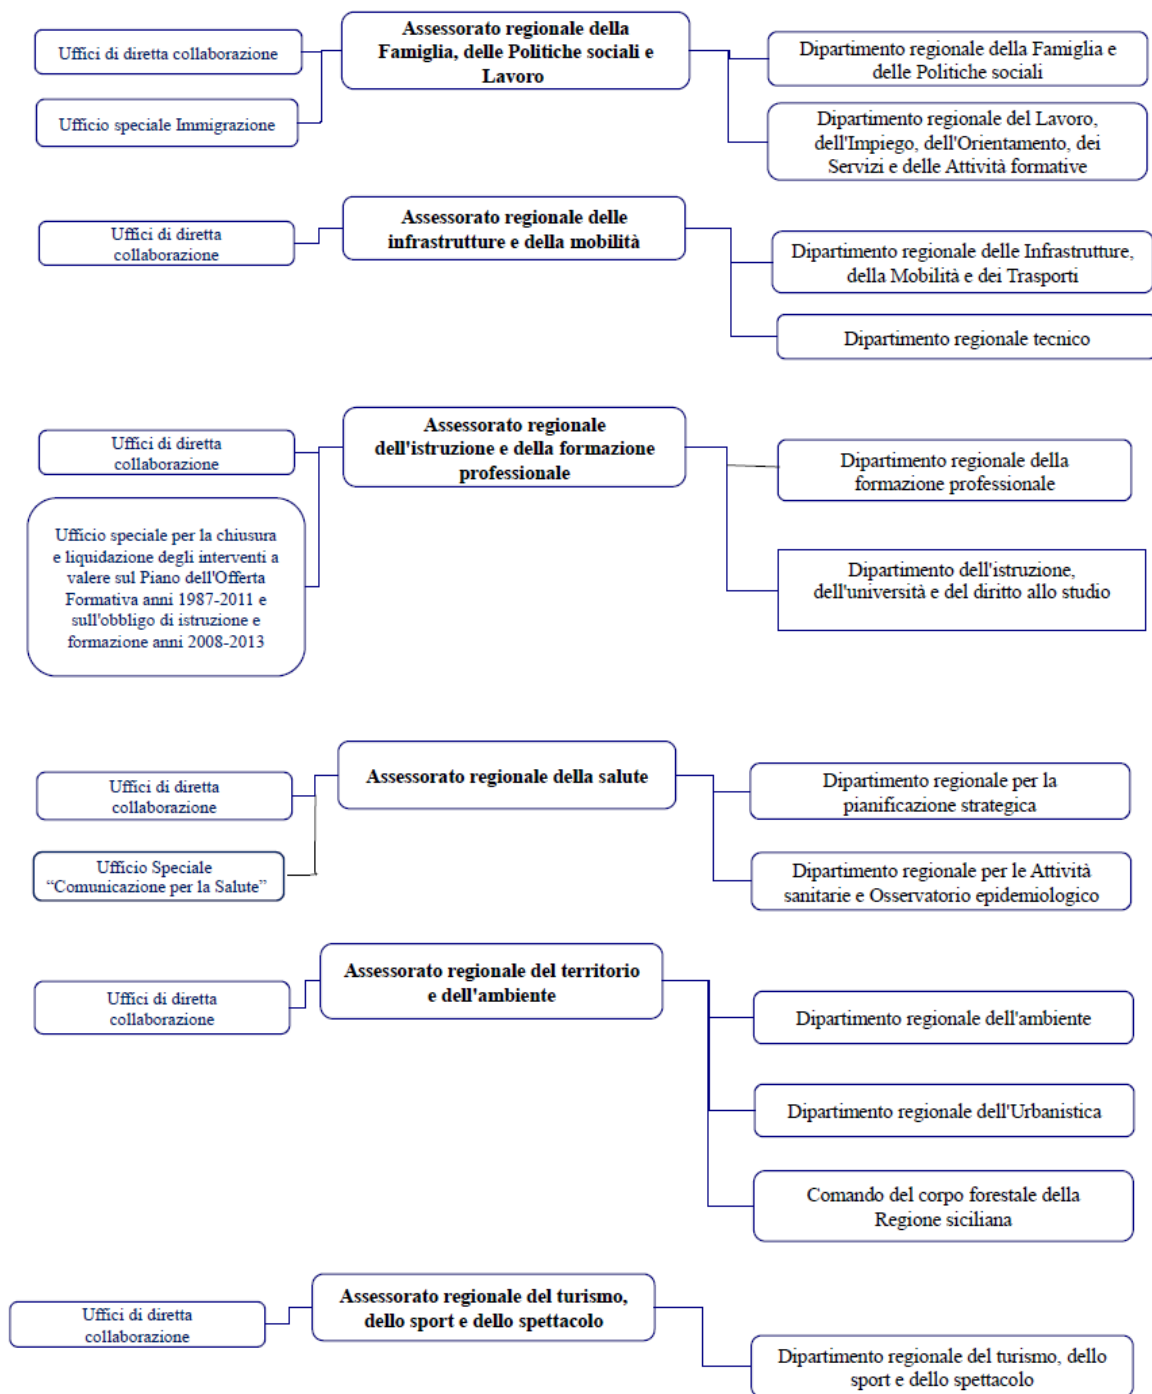 Assessorato regionale della
Famiglia, delle Politiche sociali e
Lavoro
Uffici di diretta collaborazione
Ufficio speciale Immigrazione
Dipartimento regionale della Famiglia e
delle Politiche sociali
Dipartimento regionale del Lavoro,
dell'Impiego, dell'Orientamento, dei
Servizi e delle Attività formative
Assessorato regionale delle
infrastrutture e della mobilità
Uffici di diretta
collaborazione
Dipartimento regionale delle Infrastrutture,
della Mobilità e dei Trasporti
Dipartimento regionale tecnico
Assessorato regionale
dell'istruzione e della formazione
professionale
Uffici di diretta
collaborazione
Ufficio speciale per la chiusura
e liquidazione degli interventi a
valere sul Piano dell'Offerta
Formativa anni 1987-2011 e
sull'obbligo di istruzione e
formazione anni 2008-2013
Dipartimento regionale della
formazione professionale
Dipartimento dell'istruzione,
dell'università e del diritto allo studio
Assessorato regionale della salute
Uffici di diretta
collaborazione
Ufficio Speciale
“Comunicazione per la Salute”
Dipartimento regionale per la
pianificazione strategica
Dipartimento regionale per le Attività
sanitarie e Osservatorio epidemiologico
Assessorato regionale del territorio
e dell'ambiente
Uffici di diretta
collaborazione
Dipartimento regionale dell'ambiente
Dipartimento regionale dell'Urbanistica
Comando del corpo forestale della
Regione siciliana
Assessorato regionale del turismo,
dello sport e dello spettacolo
Uffici di diretta
collaborazione
Dipartimento regionale del turismo, dello
sport e dello spettacolo